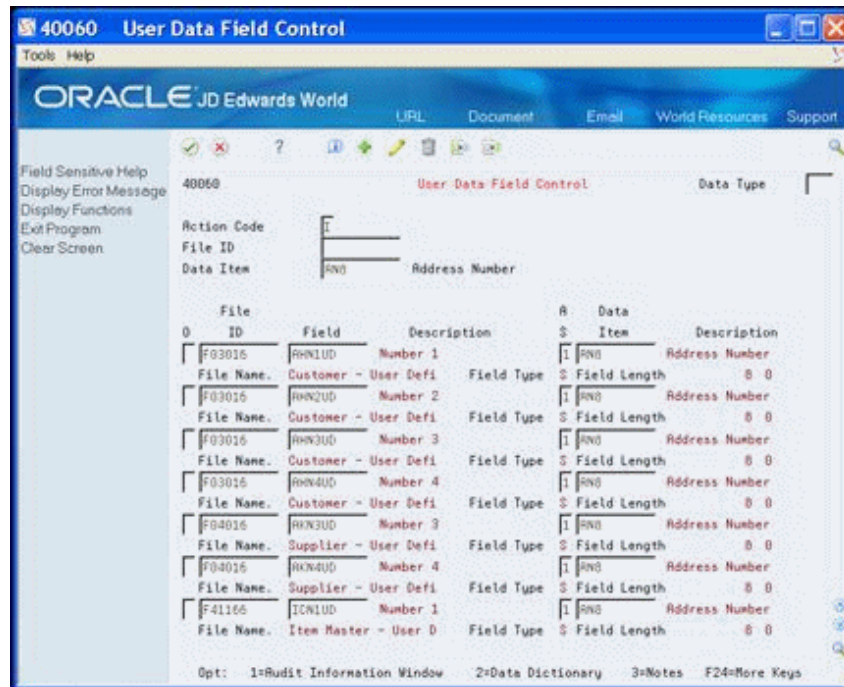 40060 User Data Field Control
Tools Help
ORACLE JD Edwards World
URL Document Email World Resources Support
?
Field Sensitive Help
Display Error Message
Display Functions
Exit Program
Clear Screen
40060 User Data Field Control Data Type
Action Code I
File ID
Data Item AN8 Address Number
File A Data
O ID Field Description S Item Description
F03016 AHN1UD Number 1 1 AN8 Address Number
File Name. Customer - User Defi Field Type S Field Length 8 0
F03016 AHN2UD Number 2 1 AN8 Address Number
File Name. Customer - User Defi Field Type S Field Length 8 0
F03016 AHN3UD Number 3 1 AN8 Address Number
File Name. Customer - User Defi Field Type S Field Length 8 0
F03016 AHN4UD Number 4 1 AN8 Address Number
File Name. Customer - User Defi Field Type S Field Length 8 0
F04016 AKN3UD Number 3 1 AN8 Address Number
File Name. Supplier - User Defi Field Type S Field Length 8 0
F04016 AKN4UD Number 4 1 AN8 Address Number
File Name. Supplier - User Defi Field Type S Field Length 8 0
F41166 ICN1UD Number 1 1 AN8 Address Number
File Name. Item Master - User D Field Type S Field Length 8 0
Opt: 1=Audit Information Window 2=Data Dictionary 3=Notes F24=More Keys